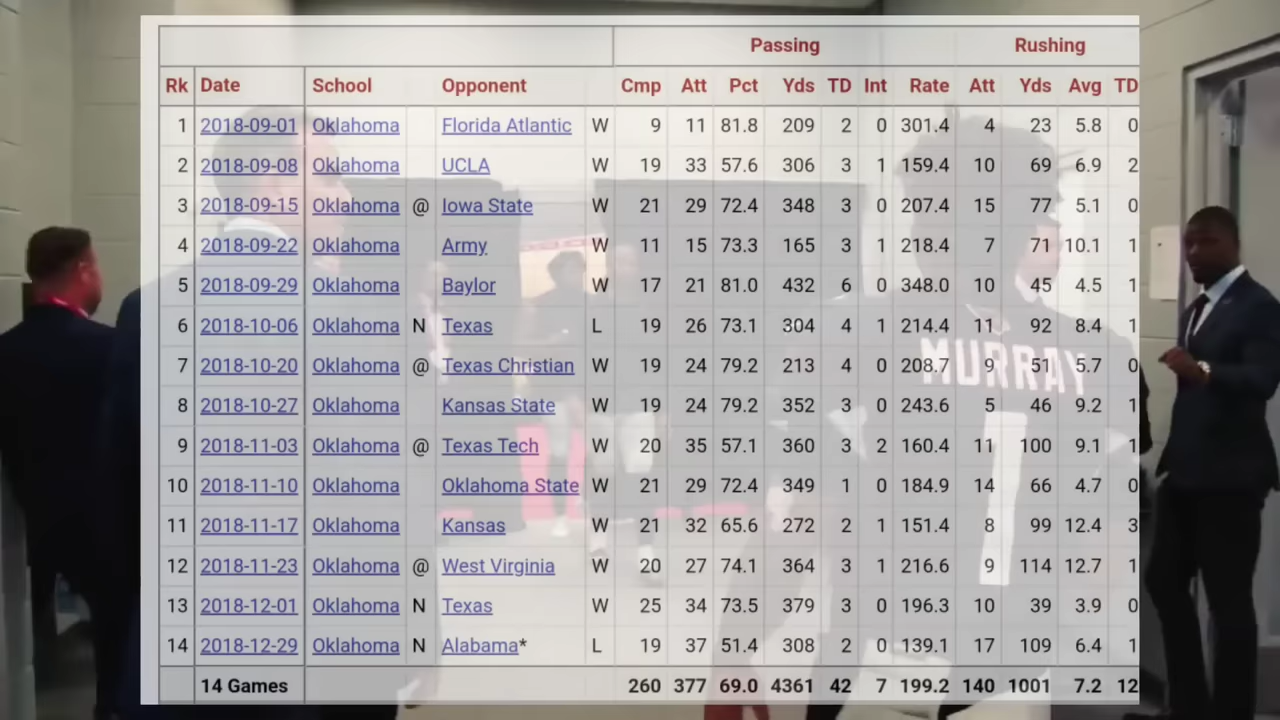 Passing Rushing
Rk Date School Opponent Cmp Att Pct Yds TD Int Rate Att Yds Avg TD
1 2018-09-01 Oklahoma Florida Atlantic W 9 11 81.8 209 2 0 301.4 4 23 5.8 0
2 2018-09-08 Oklahoma UCLA W 19 33 57.6 306 3 1 159.4 10 69 6.9 2
3 2018-09-15 Oklahoma @ Iowa State W 21 29 72.4 348 3 0 207.4 15 77 5.1 0
4 2018-09-22 Oklahoma Army W 11 15 73.3 165 3 1 218.4 7 71 10.1 1
5 2018-09-29 Oklahoma Baylor W 17 21 81.0 432 6 0 348.0 10 45 4.5 1
6 2018-10-06 Oklahoma N Texas L 19 26 73.1 304 4 1 214.4 11 92 8.4 1
7 2018-10-20 Oklahoma @ Texas Christian W 19 24 79.2 213 4 0 208.7 9 51 5.7 0
MURRAY
8 2018-10-27 Oklahoma Kansas State W 19 24 79.2 352 3 0 243.6 5 46 9.2 1
9 2018-11-03 Oklahoma @ Texas Tech W 20 35 57.1 360 3 2 160.4 11 100 9.1 1
10 2018-11-10 Oklahoma Oklahoma State W 21 29 72.4 349 1 0 184.9 14 66 4.7 0
1
11 2018-11-17 Oklahoma Kansas W 21 32 65.6 272 2 1 151.4 8 99 12.4 3
12 2018-11-23 Oklahoma @ West Virginia W 20 27 74.1 364 3 1 216.6 9 114 12.7 1
13 2018-12-01 Oklahoma N Texas W 25 34 73.5 379 3 0 196.3 10 39 3.9 0
14 2018-12-29 Oklahoma N Alabama* L 19 37 51.4 308 2 0 139.1 17 109 6.4 1
14 Games 260 377 69.0 4361 42 7 199.2 140 1001 7.2 12